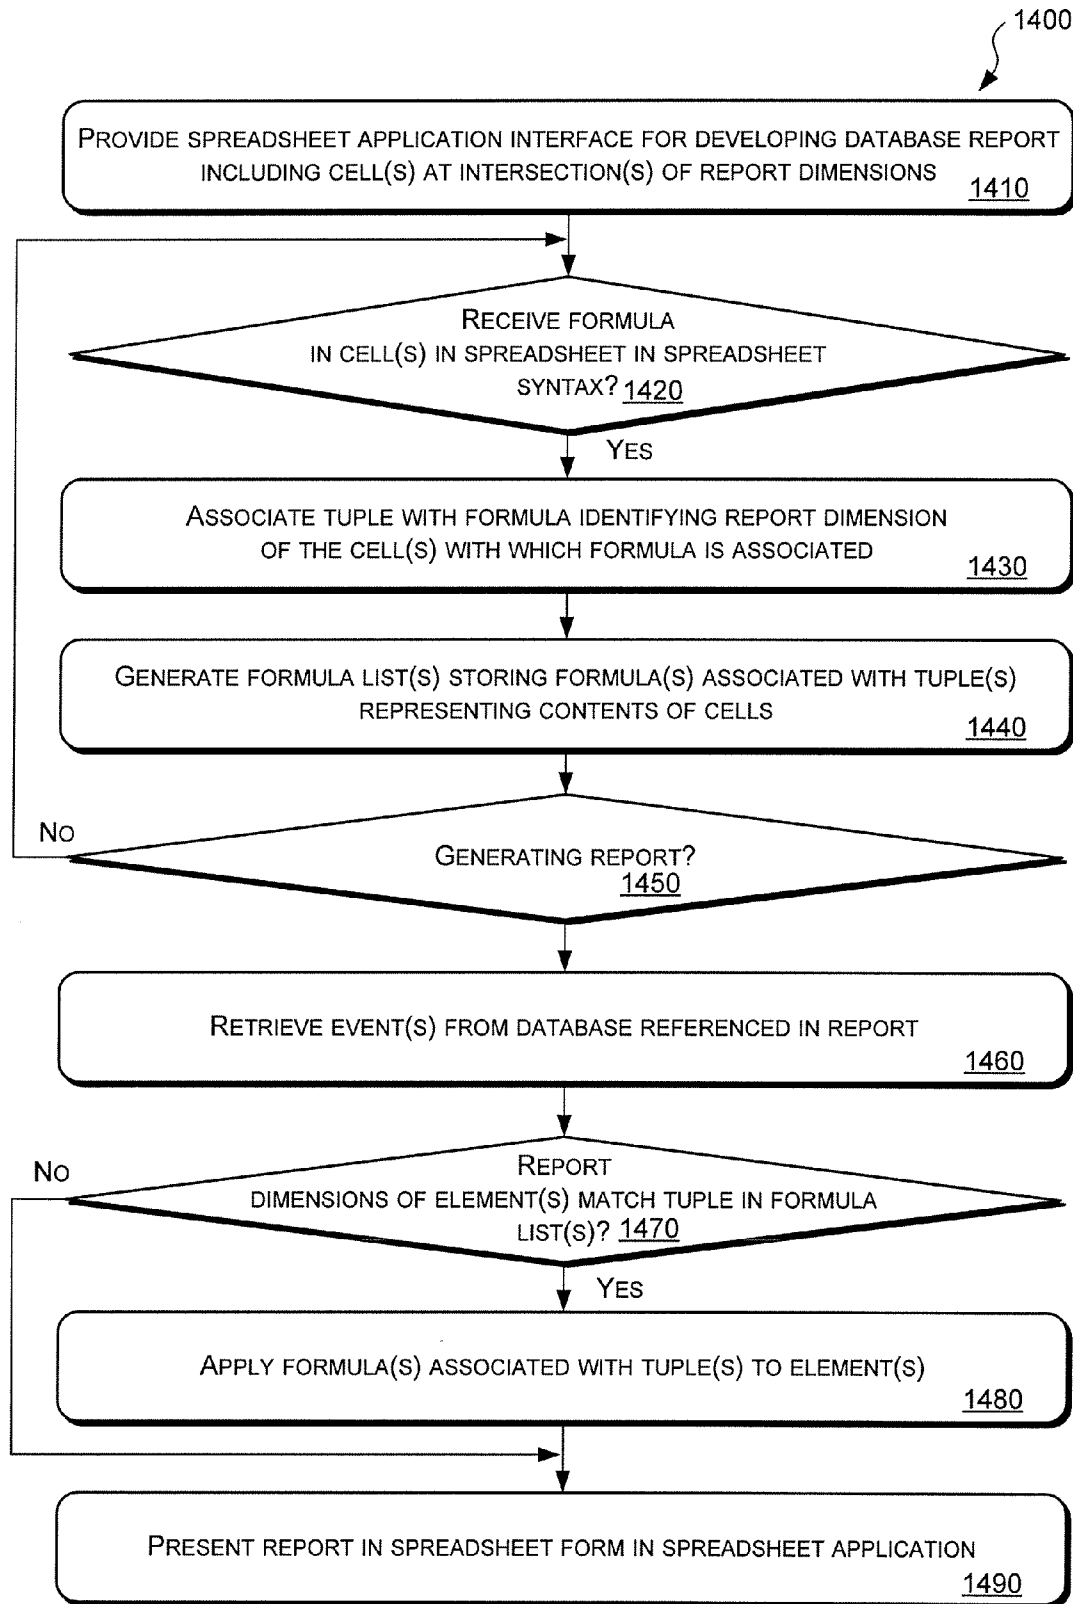 1400
PROVIDE SPREADSHEET APPLICATION INTERFACE FOR DEVELOPING DATABASE REPORT
INCLUDING CELL(S) AT INTERSECTION(S) OF REPORT DIMENSIONS
1410
RECEIVE FORMULA
IN CELL(S) IN SPREADSHEET IN SPREADSHEET
SYNTAX? 1420
YES
ASSOCIATE TUPLE WITH FORMULA IDENTIFYING REPORT DIMENSION
OF THE CELL(S) WITH WHICH FORMULA IS ASSOCIATED
1430
GENERATE FORMULA LIST(S) STORING FORMULA(S) ASSOCIATED WITH TUPLE(S)
REPRESENTING CONTENTS OF CELLS
1440
NO
GENERATING REPORT?
1450
RETRIEVE EVENT(S) FROM DATABASE REFERENCED IN REPORT
1460
NO
REPORT
DIMENSIONS OF ELEMENT(S) MATCH TUPLE IN FORMULA
LIST(S)? 1470
YES
APPLY FORMULA(S) ASSOCIATED WITH TUPLE(S) TO ELEMENT(S)
1480
PRESENT REPORT IN SPREADSHEET FORM IN SPREADSHEET APPLICATION
1490